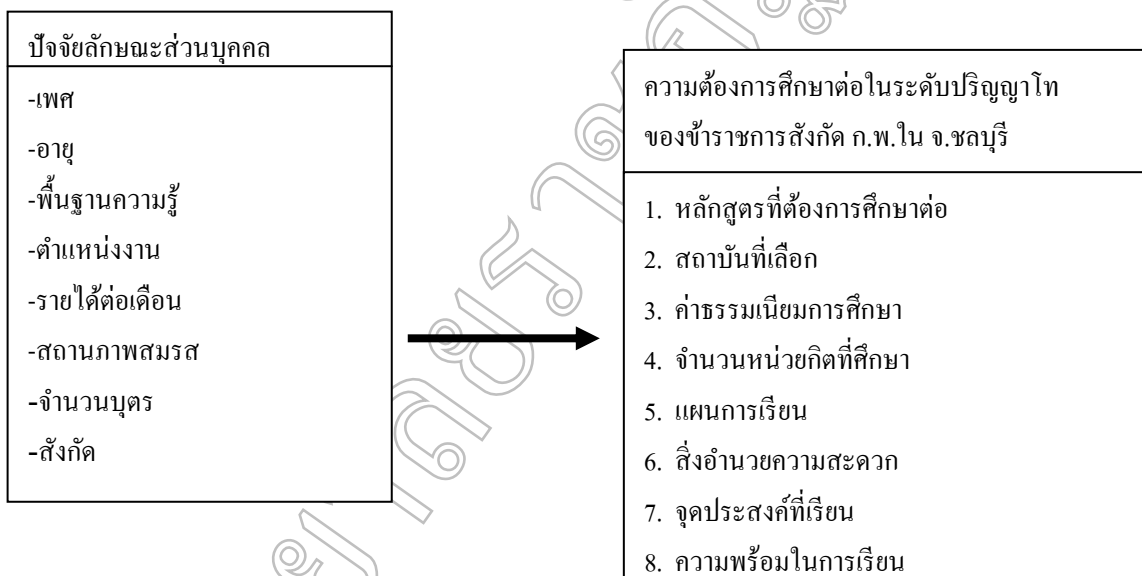 ปัจจัยลักษณะส่วนบุคคล
-เพศ
-อายุ
-พื้นฐานความรู้
-ตำแหน่งงาน
-รายได้ต่อเดือน
-สถานภาพสมรส
-จำนวนบุตร
-สังกัด
ความต้องการศึกษาต่อในระดับปริญญาโท
ของข้าราชการสังกัด ก.พ.ใน จ.ชลบุรี
1. หลักสูตรที่ต้องการศึกษาต่อ
2. สถาบันที่เลือก
3. ค่าธรรมเนียมการศึกษา
4. จำนวนหน่วยกิตที่ศึกษา
5. แผนการเรียน
6. สิ่งอำนวยความสะดวก
7. จุดประสงค์ที่เรียน
8. ความพร้อมในการเรียน